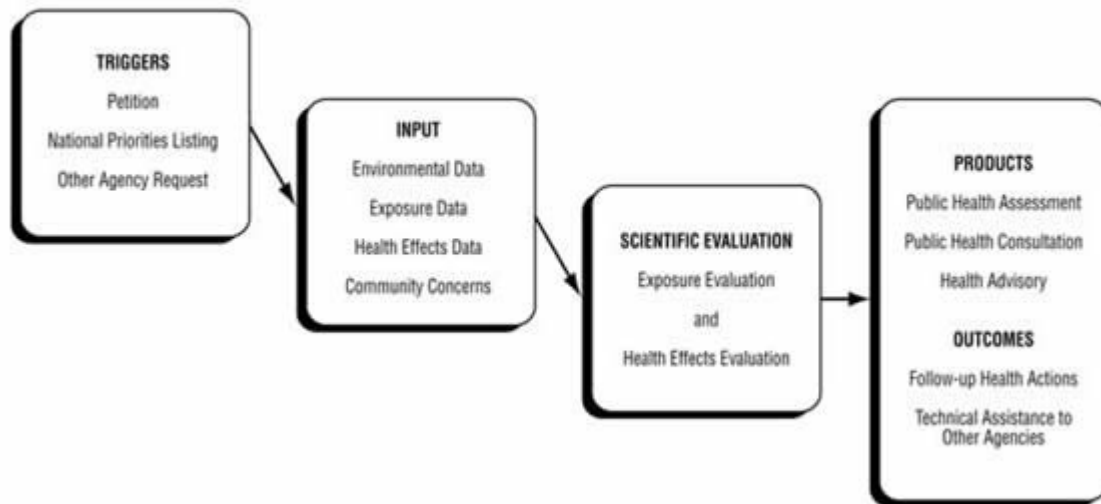 TRIGGERS
Petition
National Priorities Listing
Other Agency Request
INPUT
Environmental Data
Exposure Data
Health Effects Data
Community Concerns
SCIENTIFIC EVALUATION
Exposure Evaluation
and
Health Effects Evaluation
PRODUCTS
Public Health Assessment
Public Health Consultation
Health Advisory
OUTCOMES
Follow-up Health Actions
Technical Assistance to
Other Agencies